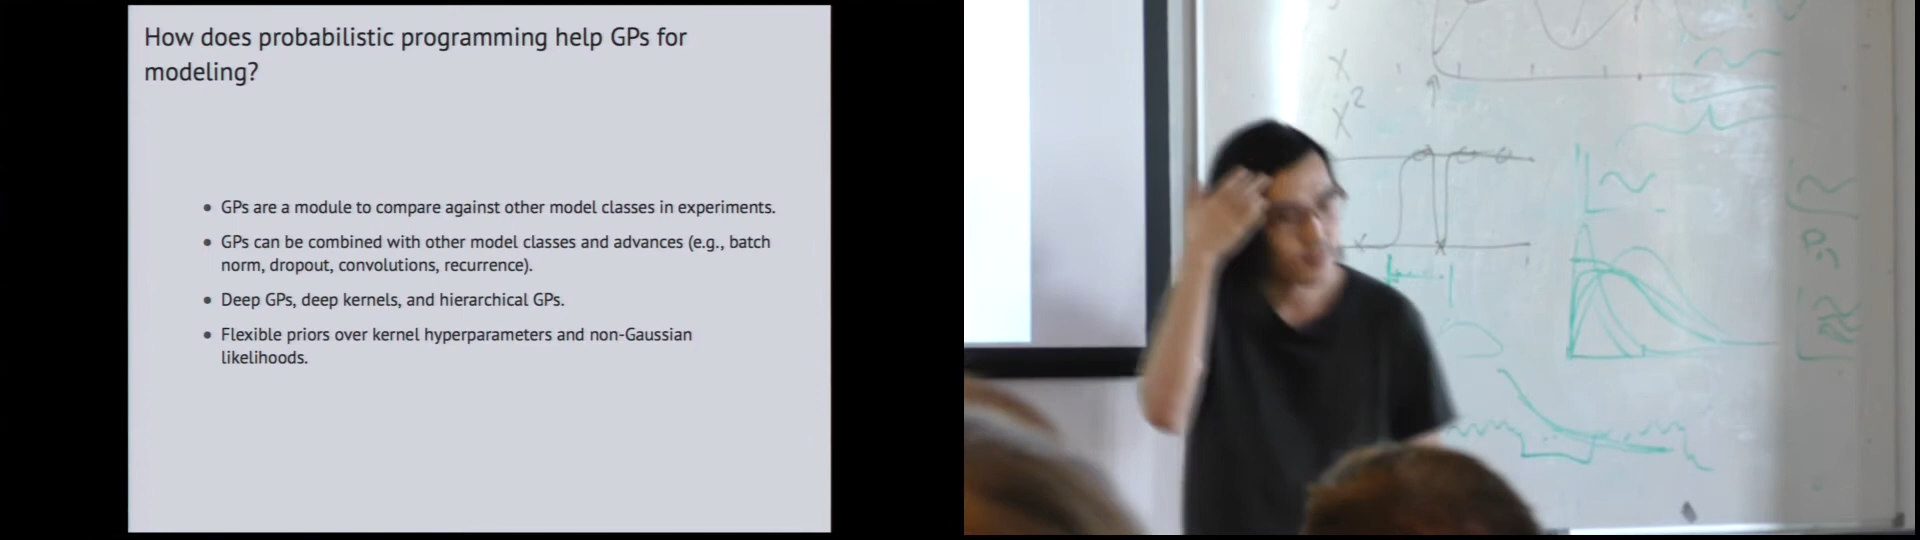 How does probabilistic programming help GPs for
modeling?
• GPs are a module to compare against other model classes in experiments.
• GPs can be combined with other model classes and advances (e.g., batch
norm, dropout, convolutions, recurrence).
• Deep GPs, deep kernels, and hierarchical GPs.
• Flexible priors over kernel hyperparameters and non-Gaussian
likelihoods.
X
X²